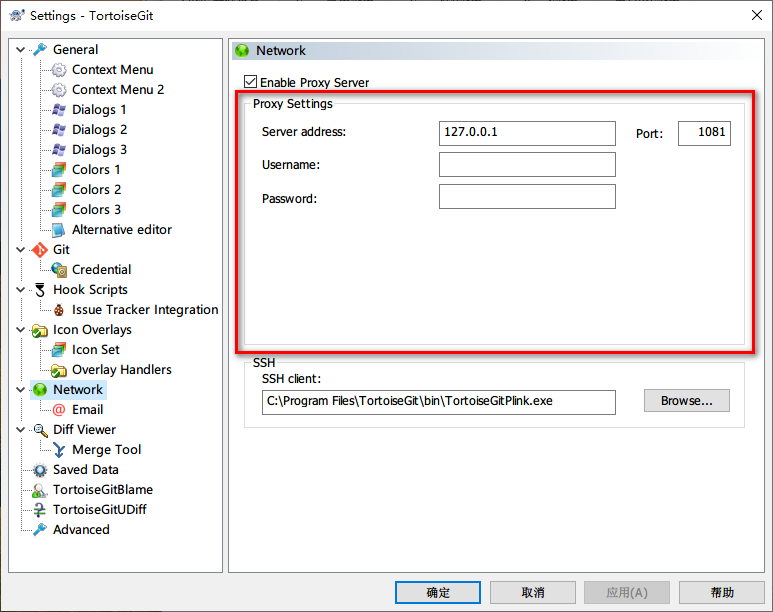 Settings - TortoiseGit
General
Context Menu
Context Menu 2
Dialogs 1
Dialogs 2
Dialogs 3
Colors 1
Colors 2
Colors 3
Alternative editor
Git
Credential
Hook Scripts
Issue Tracker Integration
Icon Overlays
Icon Set
Overlay Handlers
Network
Email
Diff Viewer
Merge Tool
Saved Data
TortoiseGitBlame
TortoiseGitUDiff
Advanced
Network
Enable Proxy Server
Proxy Settings
Server address: 127.0.0.1 Port: 1081
Username:
Password:
SSH
SSH client:
C:\Program Files\TortoiseGit\bin\TortoiseGitPlink.exe Browse...
确定 取消 应用(A) 帮助